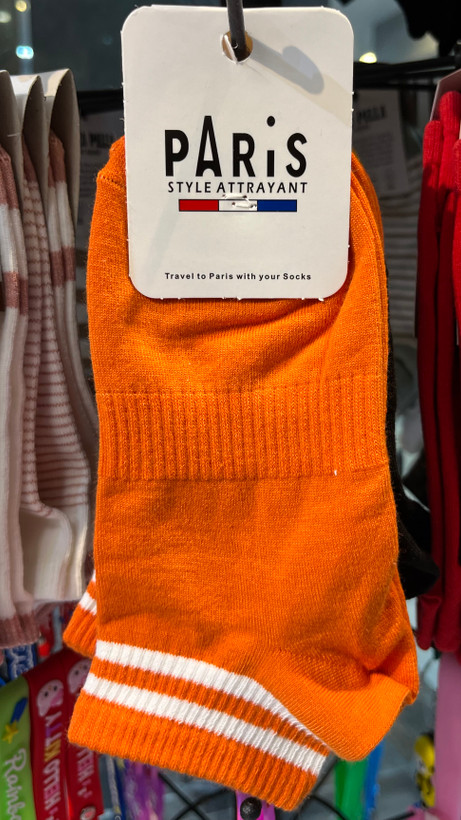 PARiS
STYLE ATTRAYANT
Travel to Paris with your Socks